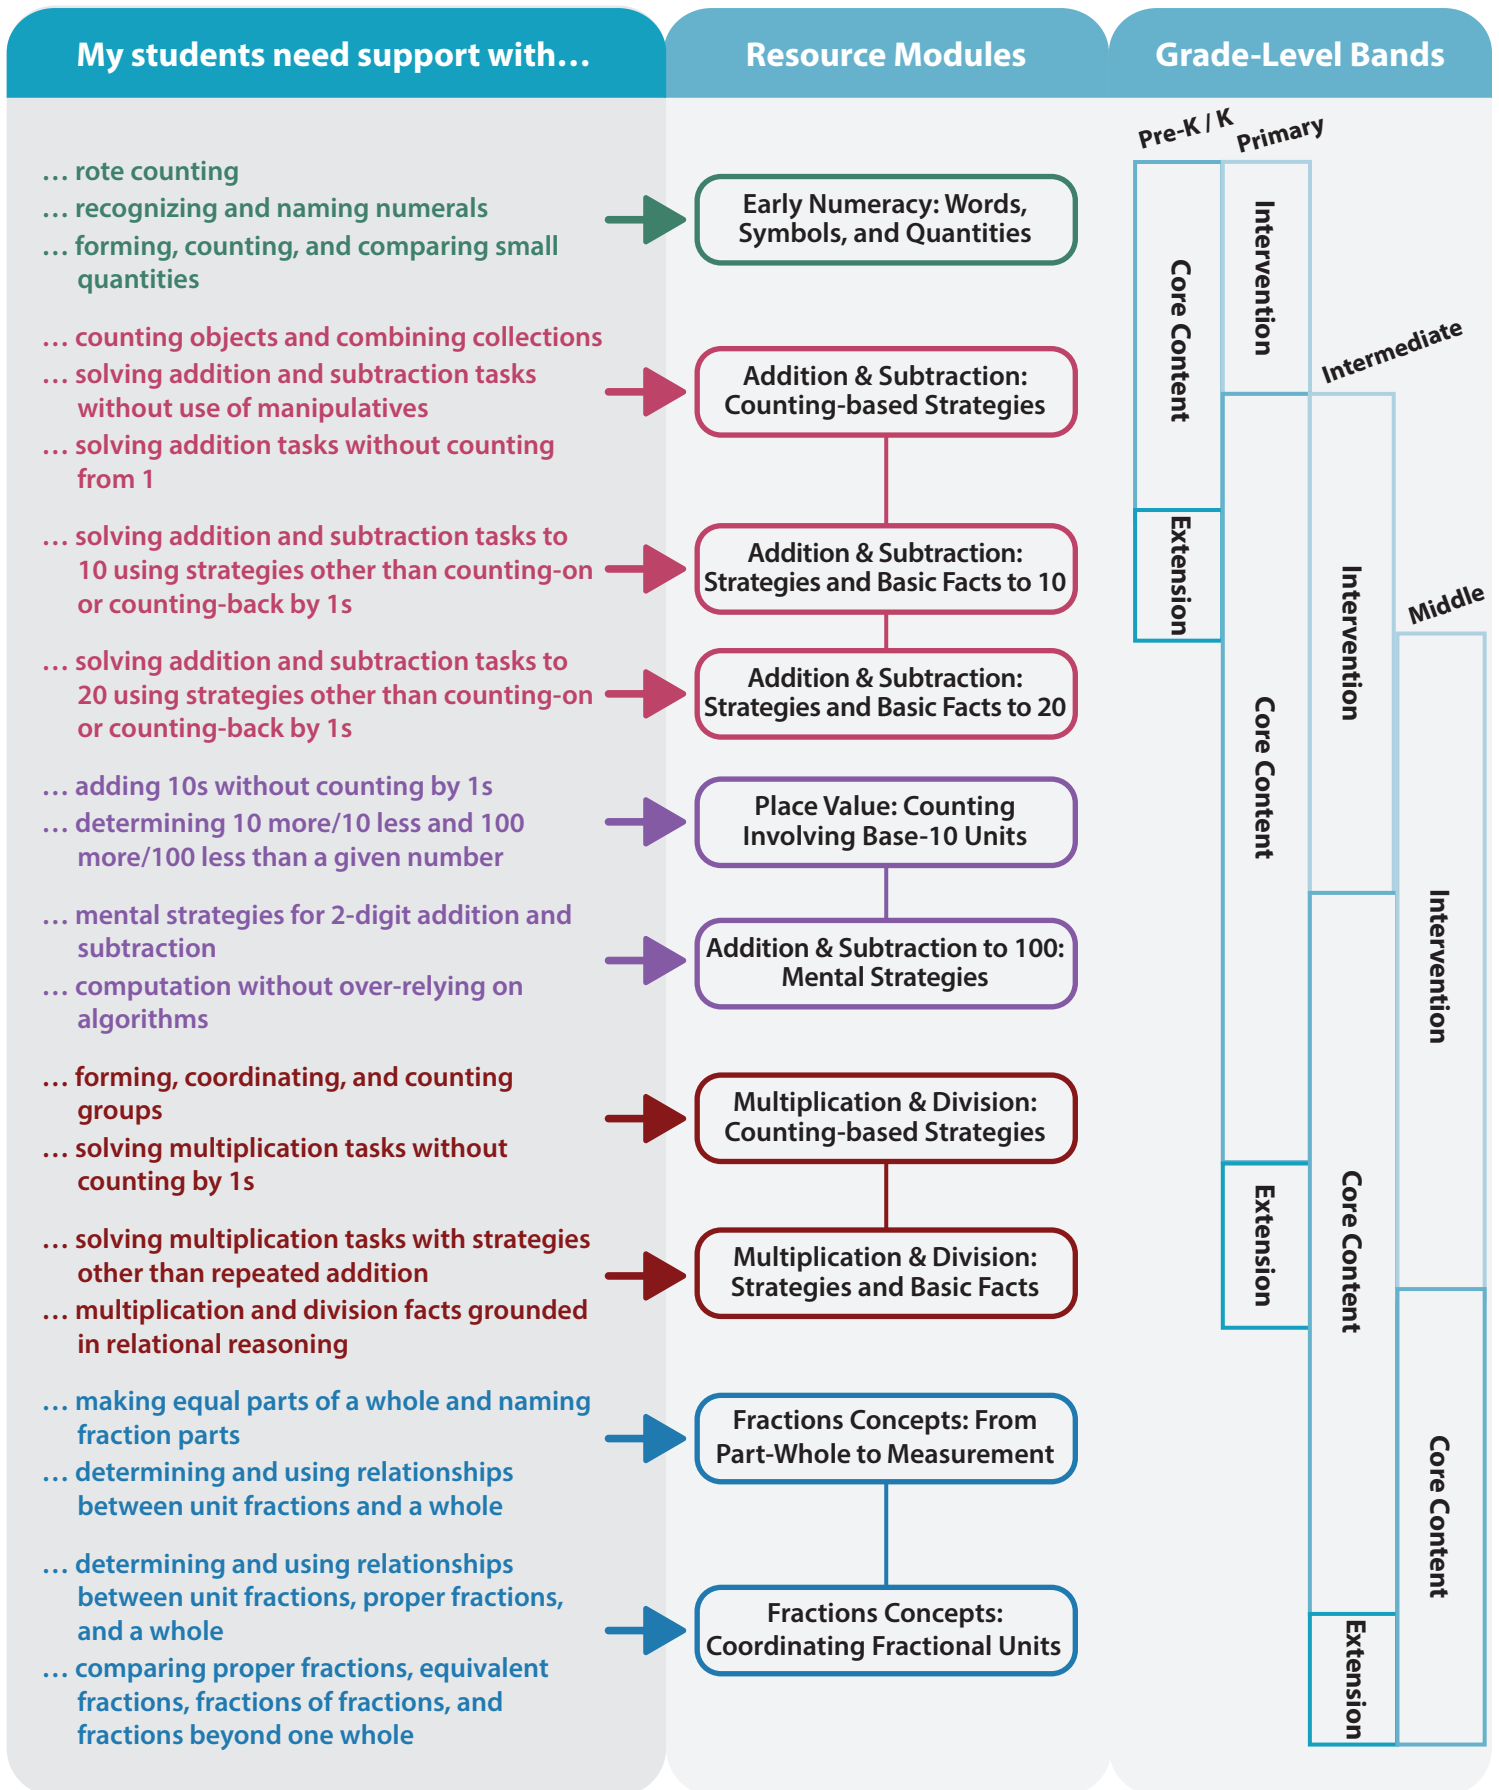 My students need support with…
Resource Modules
Grade-Level Bands
… rote counting
… recognizing and naming numerals
… forming, counting, and comparing small
quantities
Early Numeracy: Words,
Symbols, and Quantities
… counting objects and combining collections
… solving addition and subtraction tasks
without use of manipulatives
… solving addition tasks without counting
from 1
Addition & Subtraction:
Counting-based Strategies
… solving addition and subtraction tasks to
10 using strategies other than counting-on
or counting-back by 1s
Addition & Subtraction:
Strategies and Basic Facts to 10
… solving addition and subtraction tasks to
20 using strategies other than counting-on
or counting-back by 1s
Addition & Subtraction:
Strategies and Basic Facts to 20
… adding 10s without counting by 1s
… determining 10 more/10 less and 100
more/100 less than a given number
Place Value: Counting
Involving Base-10 Units
… mental strategies for 2-digit addition and
subtraction
… computation without over-relying on
algorithms
Addition & Subtraction to 100:
Mental Strategies
… forming, coordinating, and counting
groups
… solving multiplication tasks without
counting by 1s
Multiplication & Division:
Counting-based Strategies
… solving multiplication tasks with strategies
other than repeated addition
… multiplication and division facts grounded
in relational reasoning
Multiplication & Division:
Strategies and Basic Facts
… making equal parts of a whole and naming
fraction parts
… determining and using relationships
between unit fractions and a whole
Fractions Concepts: From
Part-Whole to Measurement
… determining and using relationships
between unit fractions, proper fractions,
and a whole
… comparing proper fractions, equivalent
fractions, fractions of fractions, and
fractions beyond one whole
Fractions Concepts:
Coordinating Fractional Units
Pre-K / K
Core Content
Extension
Primary
Intervention
Core Content
Extension
Intermediate
Intervention
Core Content
Extension
Middle
Intervention
Core Content